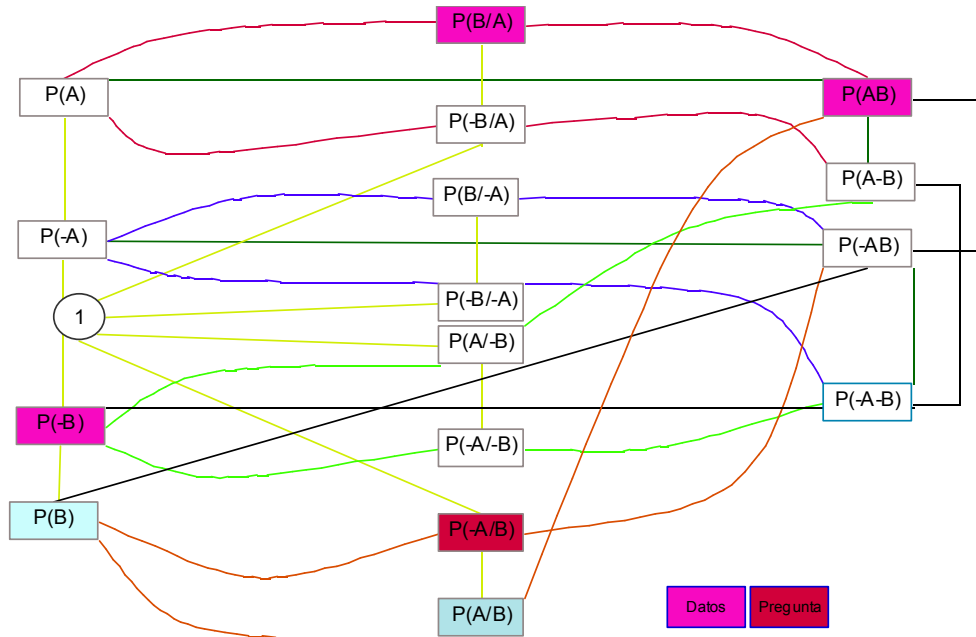 P(B/A)
P(A)
P(AB)
P(-B/A)
P(A-B)
P(B/-A)
P(-A)
P(-AB)
P(-B/-A)
1
P(A/-B)
P(-A-B)
P(-B)
P(-A/-B)
P(B)
P(-A/B)
P(A/B)
Datos
Pregunta